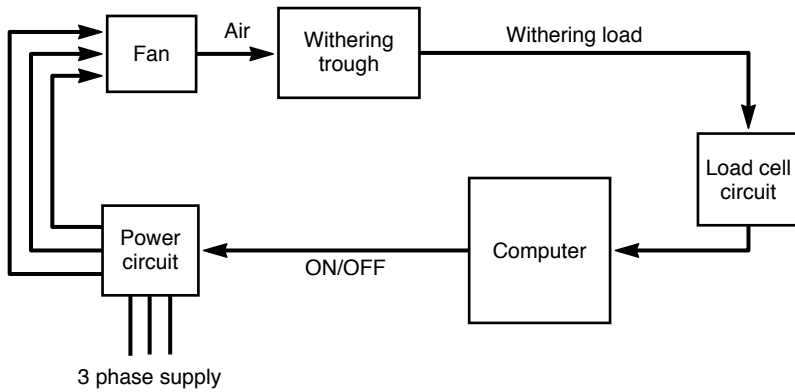 Air
Withering load
Fan
Withering
trough
Load cell
circuit
Power
circuit
Computer
ON/OFF
3 phase supply